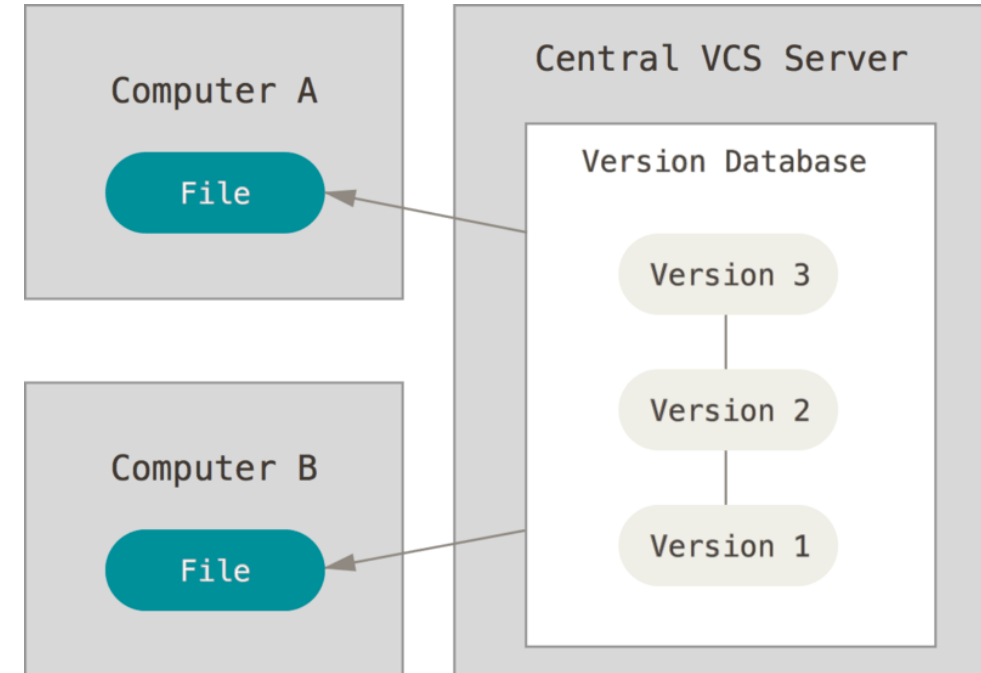 Computer A
File
Computer B
File
Central VCS Server
Version Database
Version 3
Version 2
Version 1